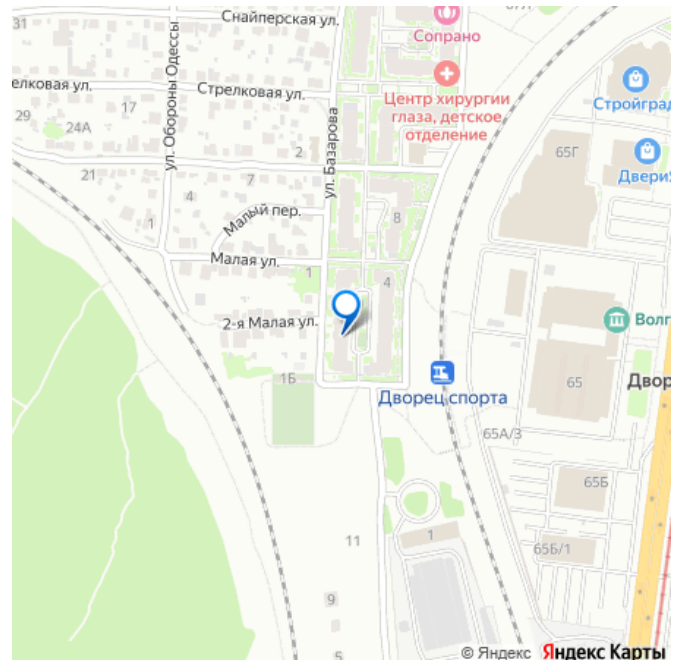 31
Снайперская ул.
Сопрано
Стрелковая ул.
елковая ул.
17
29
24А
ул. Обороны Одессы
ул. Базарова
Центр хирургии
глаза, детское
отделение
Стройград
65Г
2
21
7
4
8
Двери
Малый пер.
1
Малая ул.
1
4
2-я Малая ул.
Волг
1Б
Дворец спорта
65
Двор
65А/3
65Б
1
11
65Б/1
9
5
© Яндекс Яндекс Карты